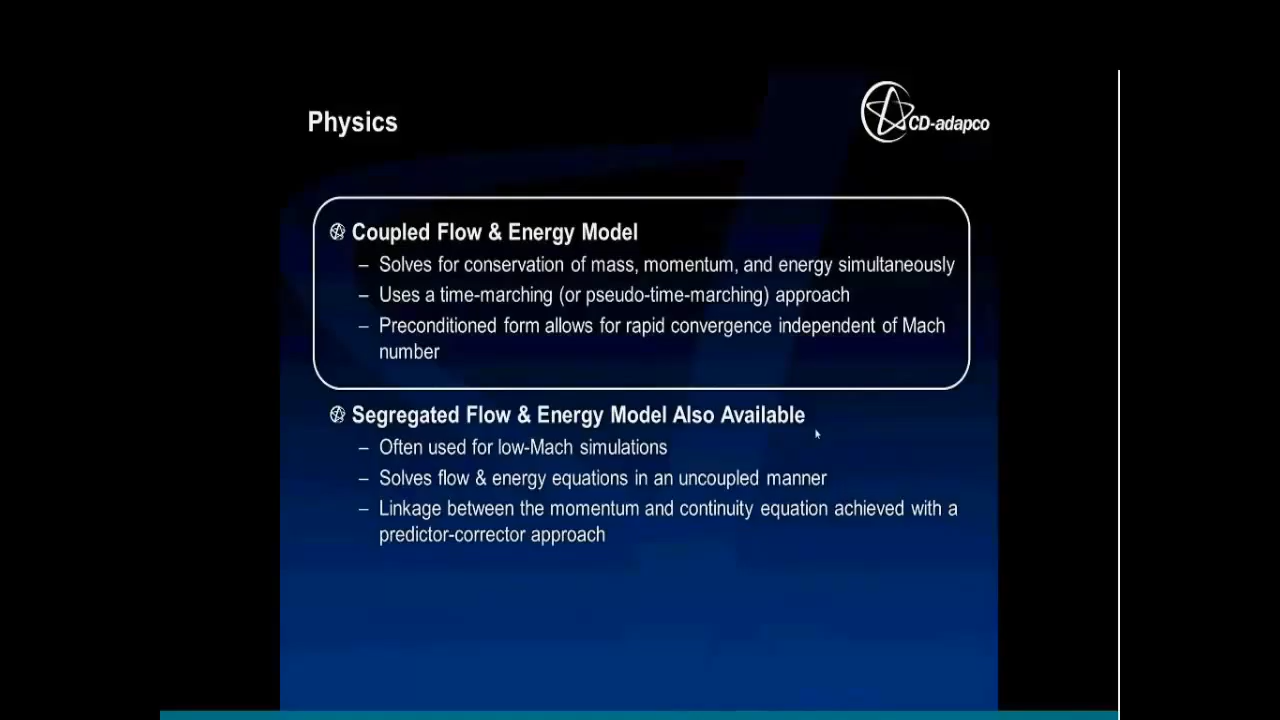 Physics
CD-adapco
Coupled Flow & Energy Model
– Solves for conservation of mass, momentum, and energy simultaneously
– Uses a time-marching (or pseudo-time-marching) approach
– Preconditioned form allows for rapid convergence independent of Mach
number
Segregated Flow & Energy Model Also Available
– Often used for low-Mach simulations
– Solves flow & energy equations in an uncoupled manner
– Linkage between the momentum and continuity equation achieved with a
predictor-corrector approach